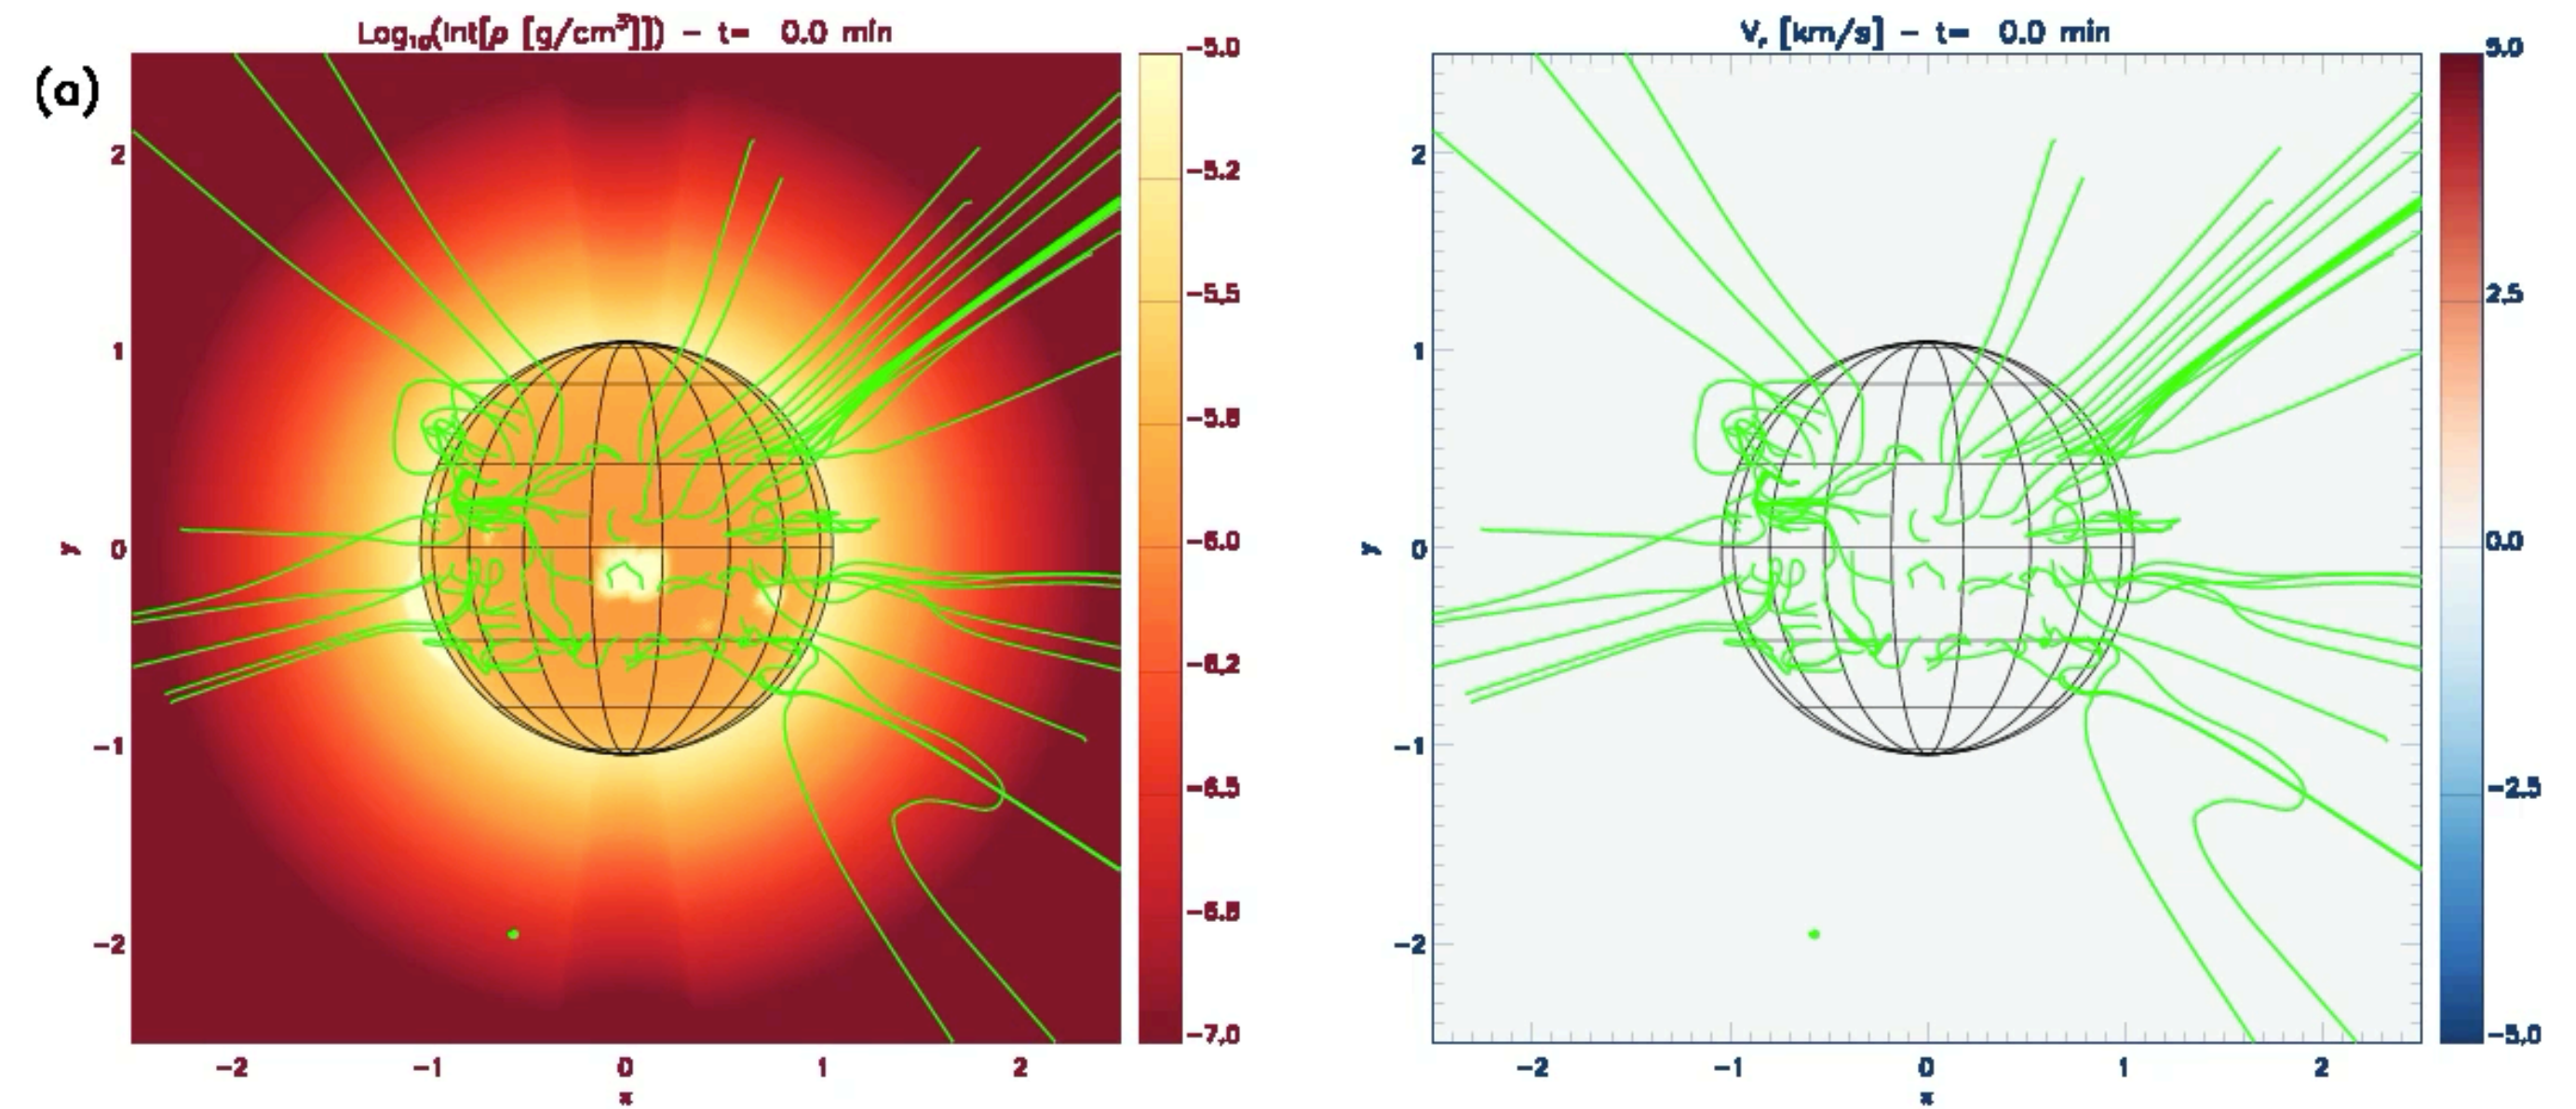 (a)
Log₁₀(Int[ρ [g/cm³]]) - t= 0.0 min
-5.0
-5.2
-5.5
-5.8
-6.0
-6.2
-6.5
-6.8
-7.0
2
1
0
-1
-2
y
-2 -1 0 1 2
x
Vᵣ [km/s] - t= 0.0 min
5.0
2.5
0.0
-2.5
-5.0
2
1
0
-1
-2
y
-2 -1 0 1 2
x